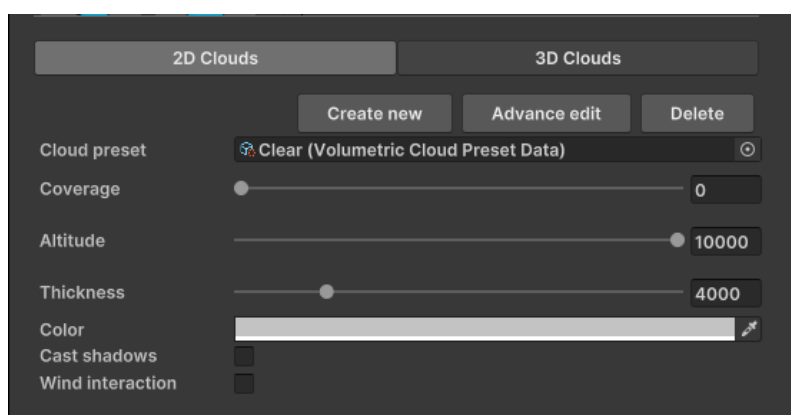 2D Clouds 3D Clouds
Create new Advance edit Delete
Cloud preset Clear (Volumetric Cloud Preset Data)
Coverage 0
Altitude 10000
Thickness 4000
Color
Cast shadows
Wind interaction